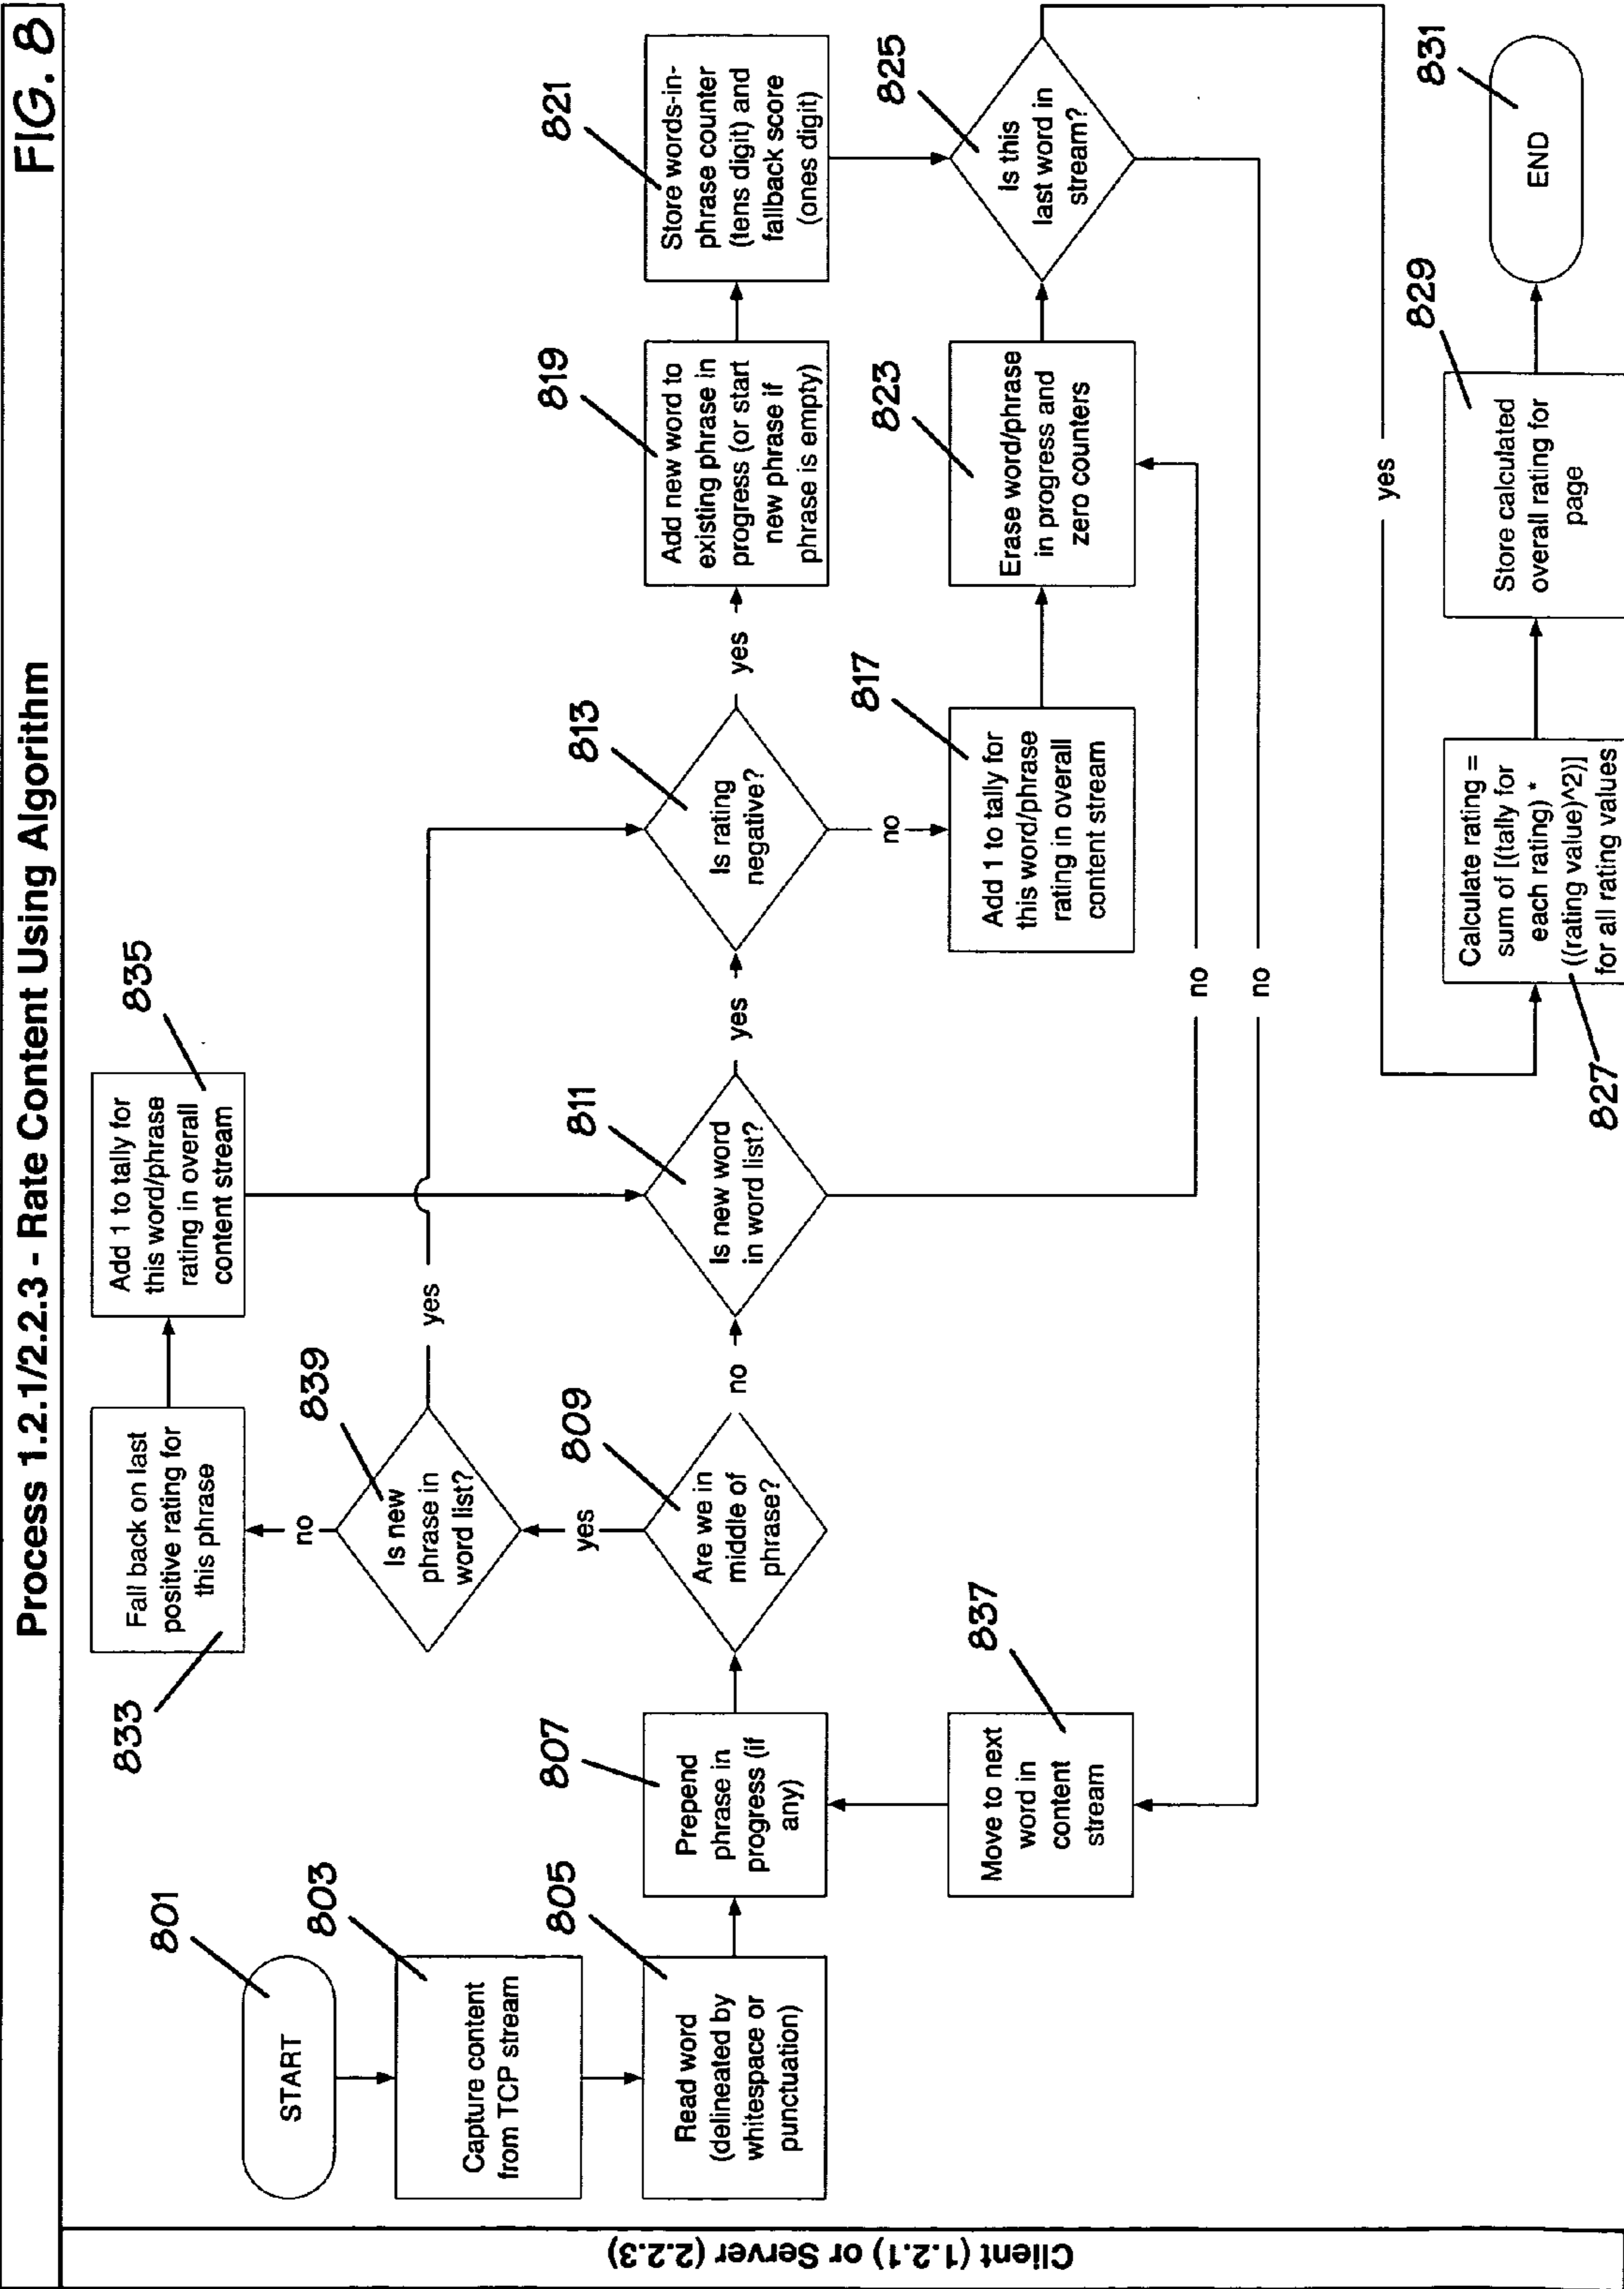 Process 1.2.1/2.2.3 - Rate Content Using Algorithm
FIG. 8
Client (1.2.1) or Server (2.2.3)
801
START
803
Capture content
from TCP stream
805
Read word
(delineated by
whitespace or
punctuation)
807
Prepend
phrase in
progress (if
any)
837
Move to next
word in
content
stream
809
Are we in
middle of
phrase?
yes
no
839
Is new
phrase in
word list?
no
yes
833
Fall back on last
positive rating for
this phrase
835
Add 1 to tally for
this word/phrase
rating in overall
content stream
811
Is new word
in word list?
yes
no
813
Is rating
negative?
yes
no
817
Add 1 to tally for
this word/phrase
rating in overall
content stream
819
Add new word to
existing phrase in
progress (or start
new phrase if
phrase is empty)
821
Store words-in-
phrase counter
(tens digit) and
fallback score
(ones digit)
823
Erase word/phrase
in progress and
zero counters
825
Is this
last word in
stream?
no
yes
827
Calculate rating =
sum of [(tally for
each rating) *
((rating value)^2)]
for all rating values
829
Store calculated
overall rating for
page
831
END